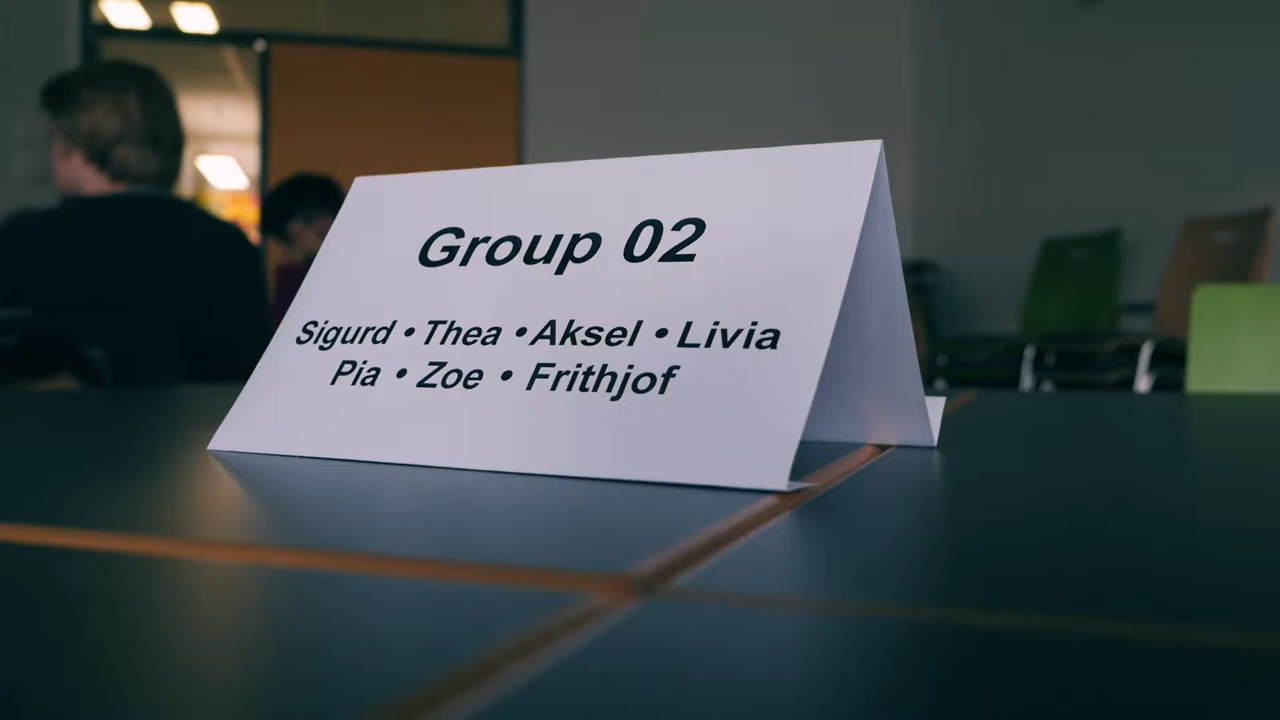 Group 02
Sigurd • Thea • Aksel • Livia
Pia • Zoe • Frithjof